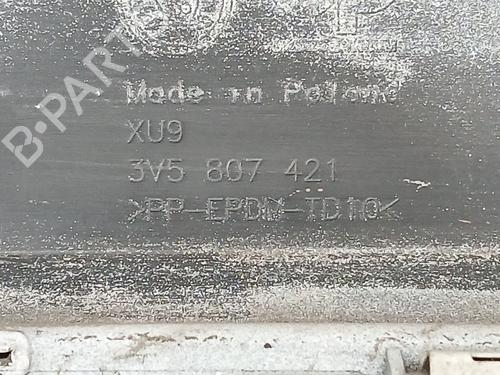 B-PARTS
Made in Poland
XU9
3V5 807 421
>PP-EPDM-TD10<